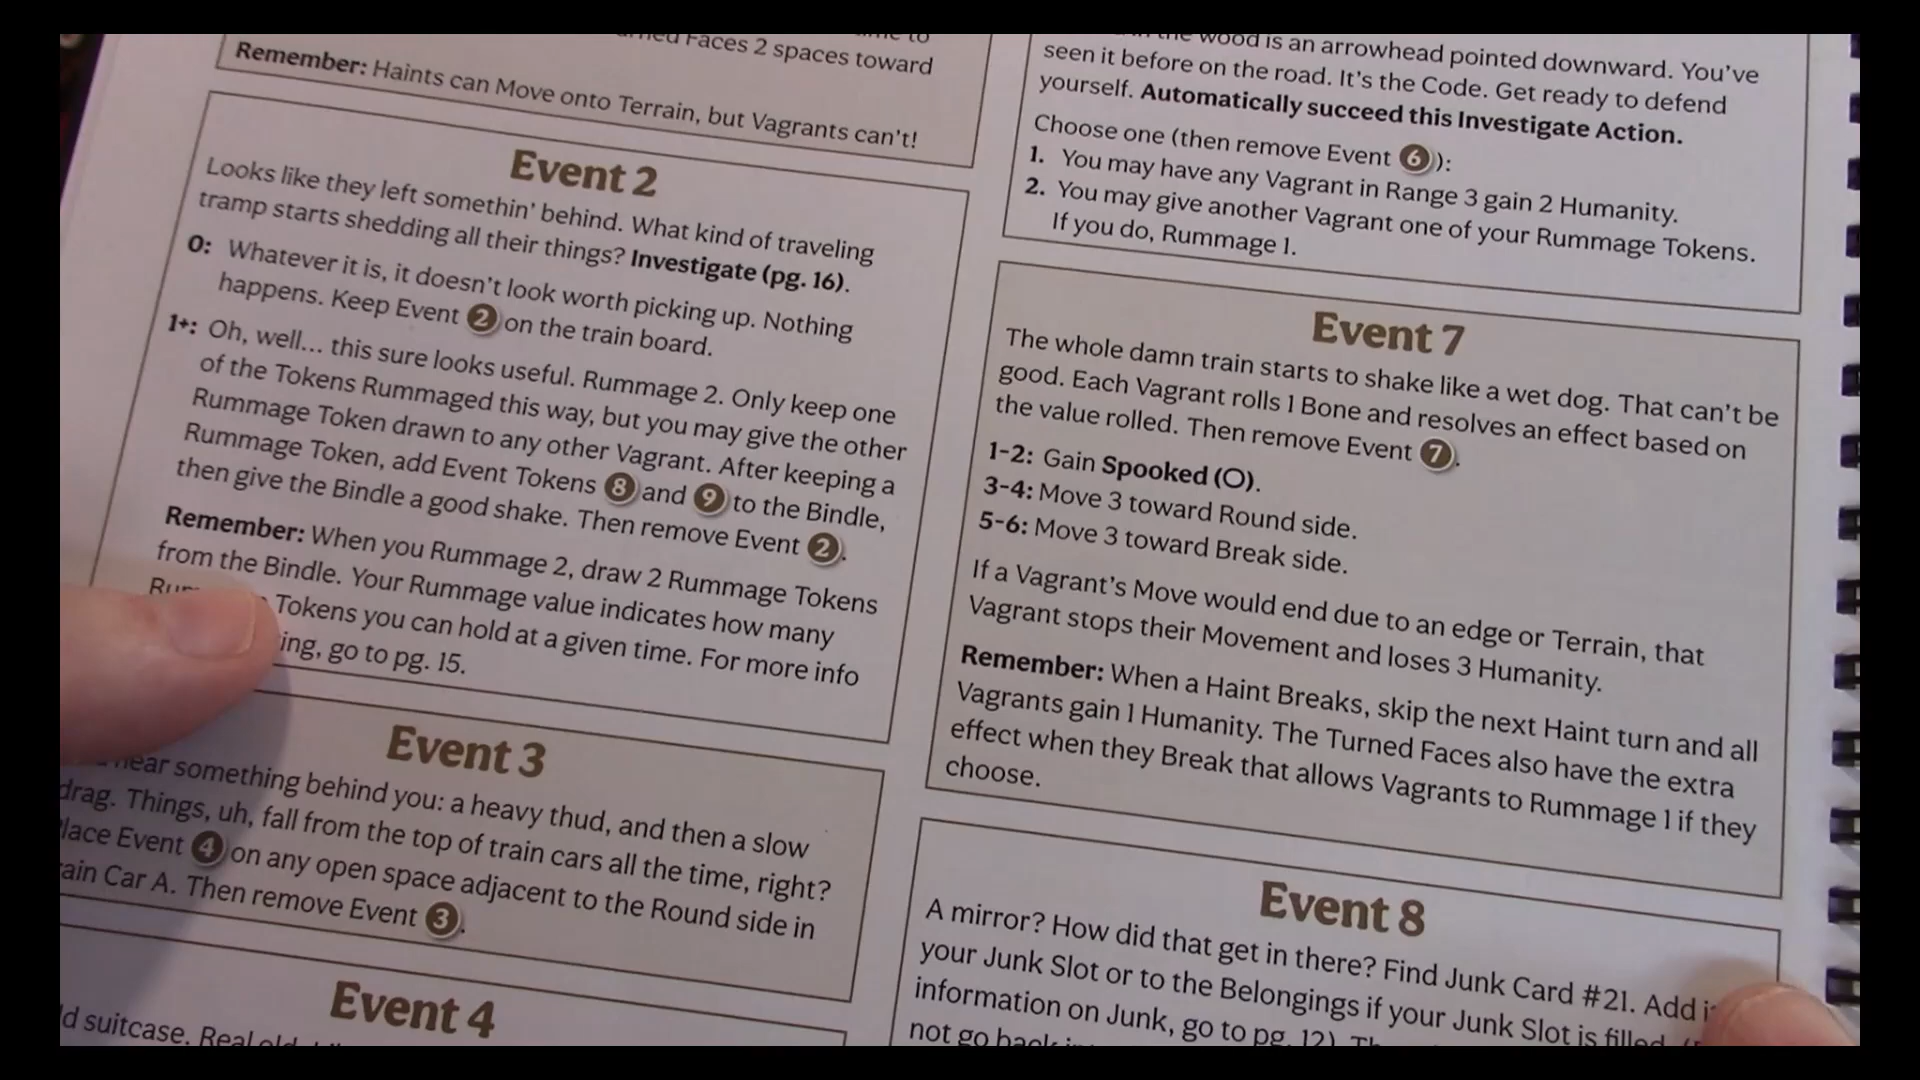 Faces 2 spaces toward
Remember: Haints can Move onto Terrain, but Vagrants can't!
Event 2
Looks like they left somethin' behind. What kind of traveling
tramp starts shedding all their things? Investigate (pg. 16).
0: Whatever it is, it doesn't look worth picking up. Nothing
happens. Keep Event 2 on the train board.
1+: Oh, well... this sure looks useful. Rummage 2. Only keep one
of the Tokens Rummaged this way, but you may give the other
Rummage Token drawn to any other Vagrant. After keeping a
Rummage Token, add Event Tokens 8 and 9 to the Bindle,
then give the Bindle a good shake. Then remove Event 2.
Remember: When you Rummage 2, draw 2 Rummage Tokens
from the Bindle. Your Rummage value indicates how many
Tokens you can hold at a given time. For more info
go to pg. 15.
Event 3
hear something behind you: a heavy thud, and then a slow
drag. Things, uh, fall from the top of train cars all the time, right?
Place Event 4 on any open space adjacent to the Round side in
Train Car A. Then remove Event 3.
Event 4
suitcase. Real old.
the wood is an arrowhead pointed downward. You've
seen it before on the road. It's the Code. Get ready to defend
yourself. Automatically succeed this Investigate Action.
Choose one (then remove Event 6):
1. You may have any Vagrant in Range 3 gain 2 Humanity.
2. You may give another Vagrant one of your Rummage Tokens.
If you do, Rummage 1.
Event 7
The whole damn train starts to shake like a wet dog. That can't be
good. Each Vagrant rolls 1 Bone and resolves an effect based on
the value rolled. Then remove Event 7.
1-2: Gain Spooked (O).
3-4: Move 3 toward Round side.
5-6: Move 3 toward Break side.
If a Vagrant's Move would end due to an edge or Terrain, that
Vagrant stops their Movement and loses 3 Humanity.
Remember: When a Haint Breaks, skip the next Haint turn and all
Vagrants gain 1 Humanity. The Turned Faces also have the extra
effect when they Break that allows Vagrants to Rummage 1 if they
choose.
Event 8
A mirror? How did that get in there? Find Junk Card #21. Add
your Junk Slot or to the Belongings if your Junk Slot is filled.
information on Junk, go to pg. 12).
not go back